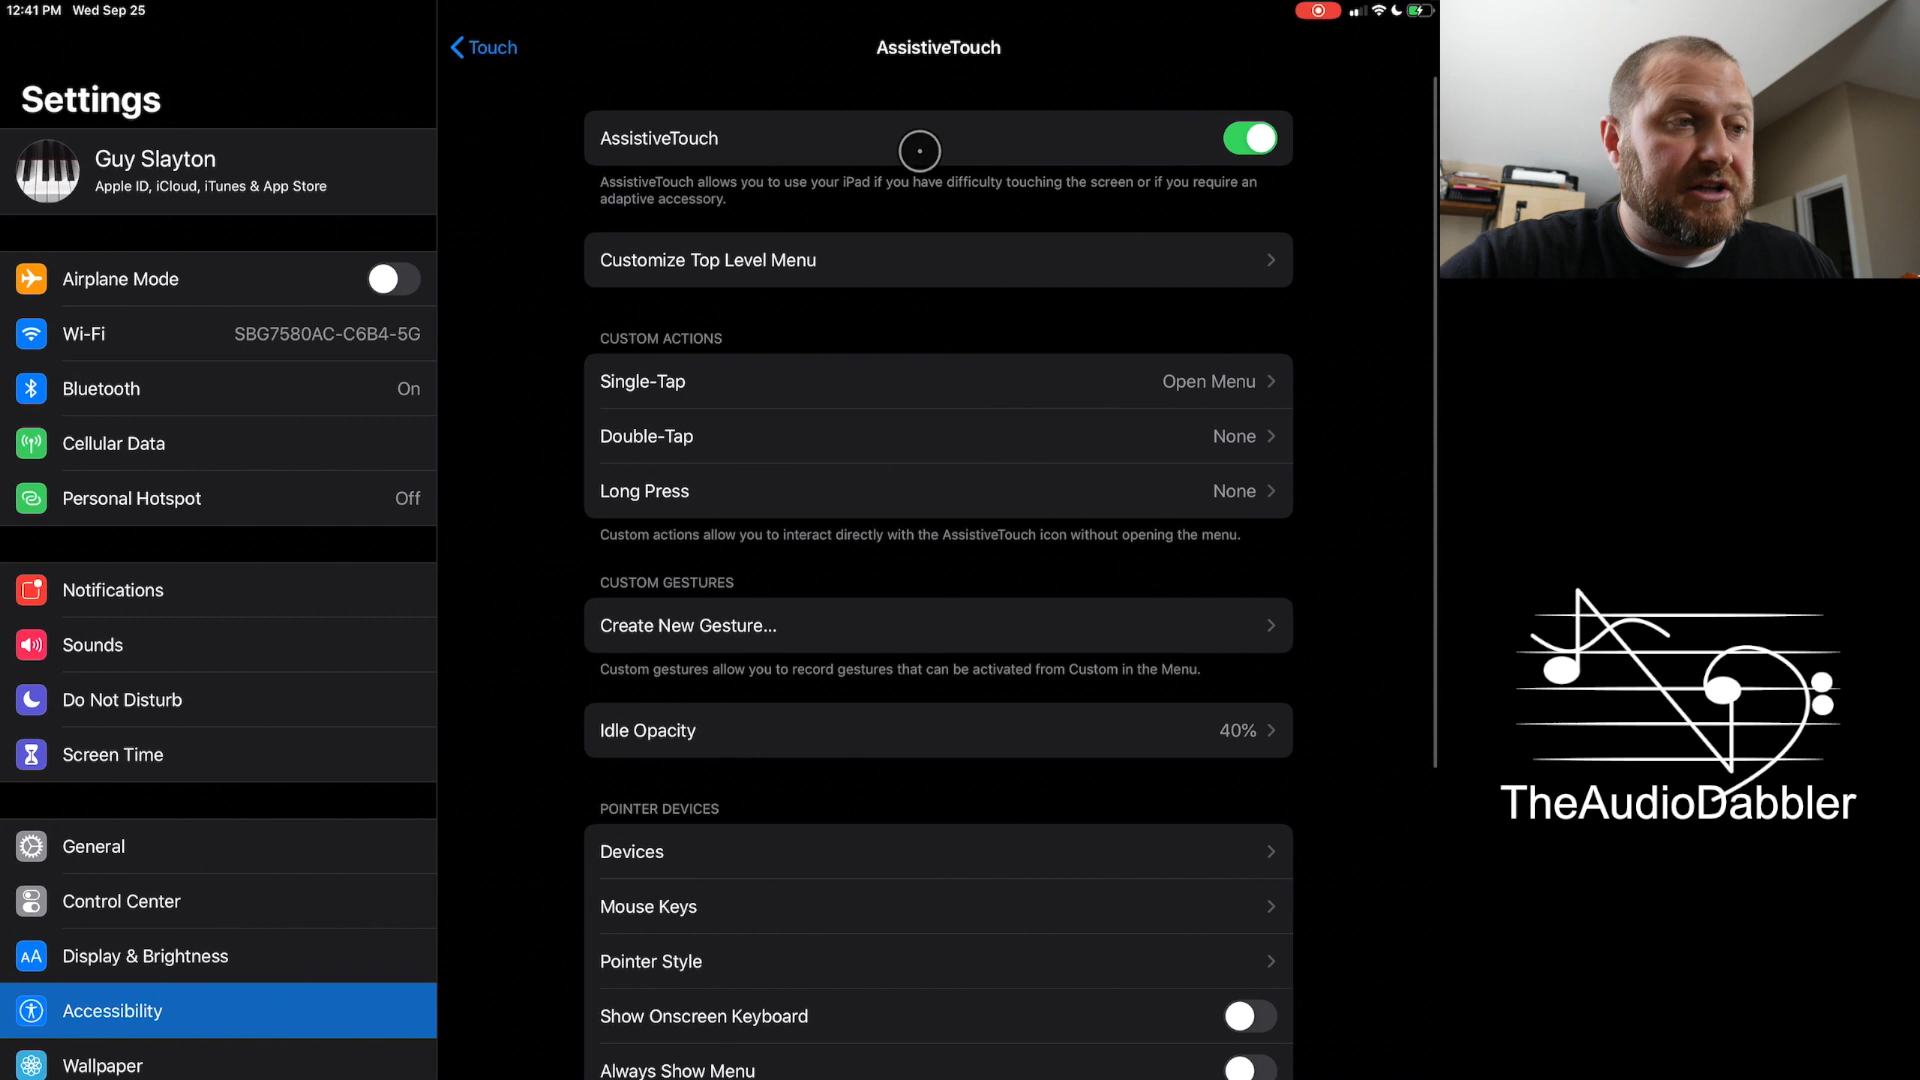 12:41 PM Wed Sep 25
Settings
Guy Slayton
Apple ID, iCloud, iTunes & App Store
Airplane Mode
Wi-Fi SBG7580AC-C6B4-5G
Bluetooth On
Cellular Data
Personal Hotspot Off
Notifications
Sounds
Do Not Disturb
Screen Time
General
Control Center
AA Display & Brightness
Accessibility
Wallpaper
Touch
AssistiveTouch
AssistiveTouch
AssistiveTouch allows you to use your iPad if you have difficulty touching the screen or if you require an
adaptive accessory.
Customize Top Level Menu
CUSTOM ACTIONS
Single-Tap Open Menu
Double-Tap None
Long Press None
Custom actions allow you to interact directly with the AssistiveTouch icon without opening the menu.
CUSTOM GESTURES
Create New Gesture...
Custom gestures allow you to record gestures that can be activated from Custom in the Menu.
Idle Opacity 40%
POINTER DEVICES
Devices
Mouse Keys
Pointer Style
Show Onscreen Keyboard
Always Show Menu
TheAudioDabbler